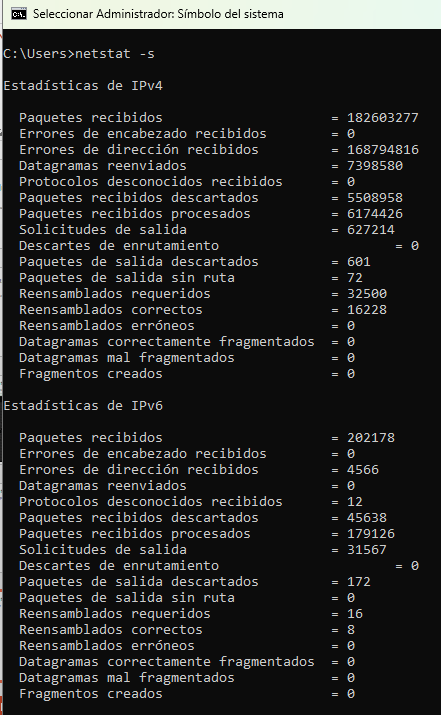 Seleccionar Administrador: Símbolo del sistema
C:\Users>netstat -s
Estadísticas de IPv4
Paquetes recibidos = 182603277
Errores de encabezado recibidos = 0
Errores de dirección recibidos = 168794816
Datagramas reenviados = 7398580
Protocolos desconocidos recibidos = 0
Paquetes recibidos descartados = 5508958
Paquetes recibidos procesados = 6174426
Solicitudes de salida = 627214
Descartes de enrutamiento = 0
Paquetes de salida descartados = 601
Paquetes de salida sin ruta = 72
Reensamblados requeridos = 32500
Reensamblados correctos = 16228
Reensamblados erróneos = 0
Datagramas correctamente fragmentados = 0
Datagramas mal fragmentados = 0
Fragmentos creados = 0
Estadísticas de IPv6
Paquetes recibidos = 202178
Errores de encabezado recibidos = 0
Errores de dirección recibidos = 4566
Datagramas reenviados = 0
Protocolos desconocidos recibidos = 12
Paquetes recibidos descartados = 45638
Paquetes recibidos procesados = 179126
Solicitudes de salida = 31567
Descartes de enrutamiento = 0
Paquetes de salida descartados = 172
Paquetes de salida sin ruta = 0
Reensamblados requeridos = 16
Reensamblados correctos = 8
Reensamblados erróneos = 0
Datagramas correctamente fragmentados = 0
Datagramas mal fragmentados = 0
Fragmentos creados = 0